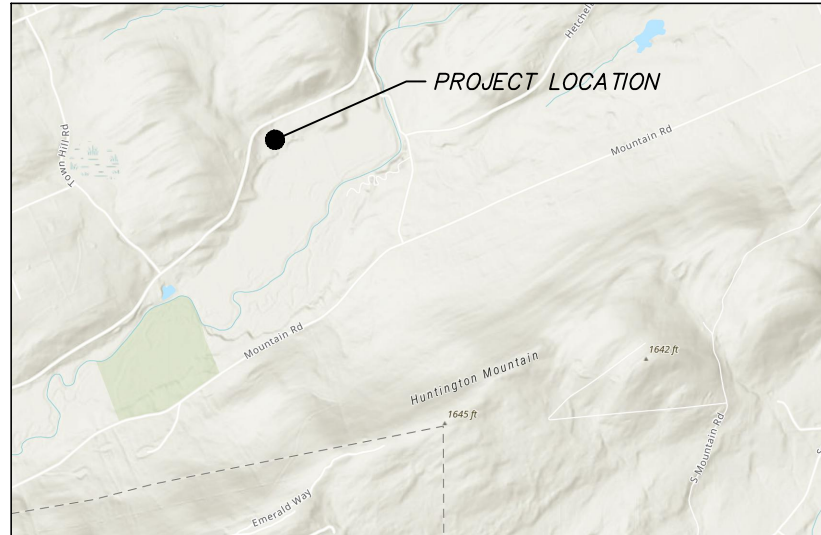 Hetchell
PROJECT LOCATION
Town Hill Rd
Mountain Rd
Mountain Rd
1642 ft
Huntington Mountain
1645 ft
S Mountain Rd
Emerald Way
S